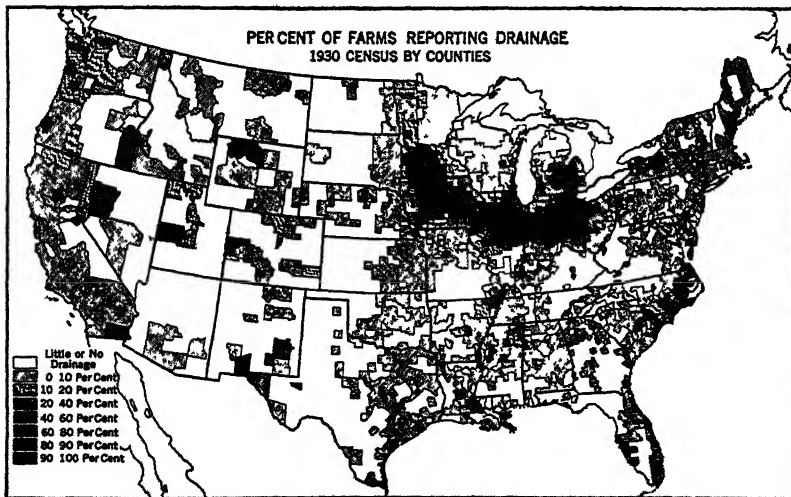 PER CENT OF FARMS REPORTING DRAINAGE
1930 CENSUS BY COUNTIES
Little or No
Drainage
0 10 Per Cent
10 20 Per Cent
20 40 Per Cent
40 60 Per Cent
60 80 Per Cent
80 90 Per Cent
90 100 Per Cent